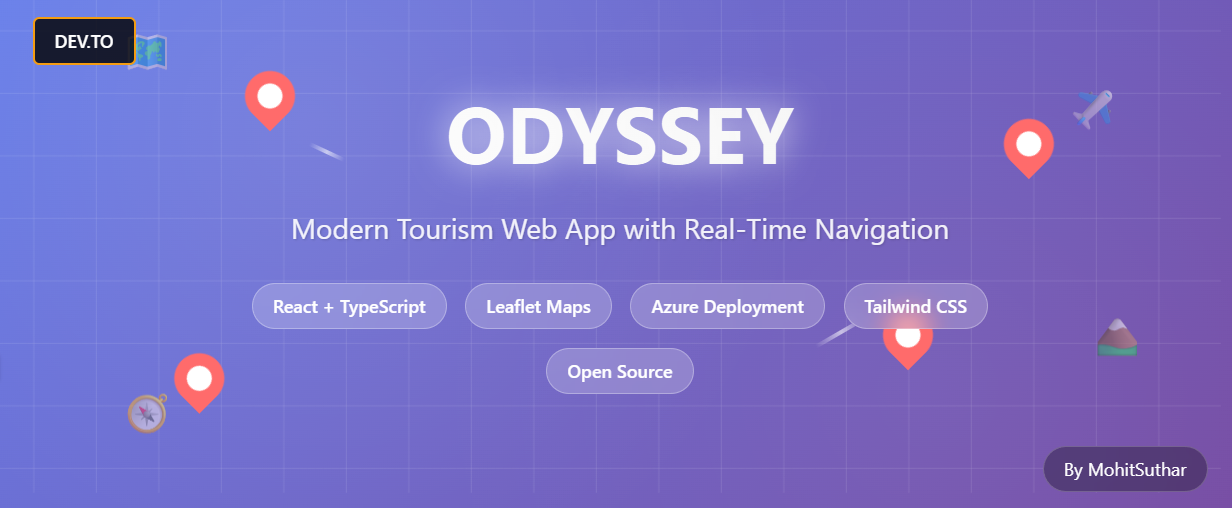 DEV.TO
ODYSSEY
Modern Tourism Web App with Real-Time Navigation
React + TypeScript
Leaflet Maps
Azure Deployment
Tailwind CSS
Open Source
By MohitSuthar